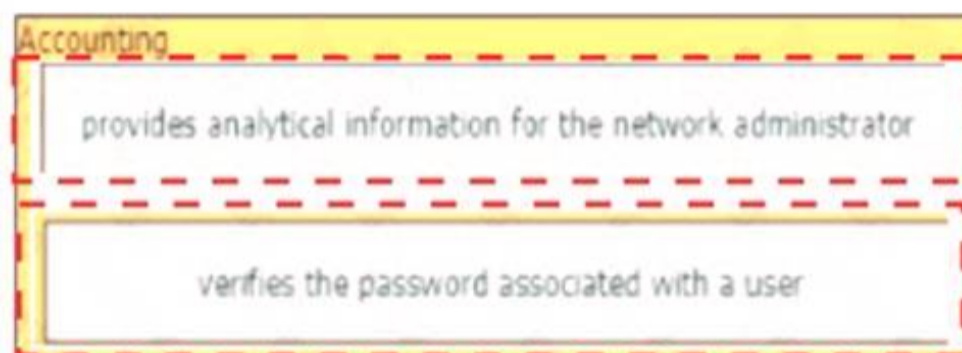 Accounting
provides analytical information for the network administrator
verifies the password associated with a user